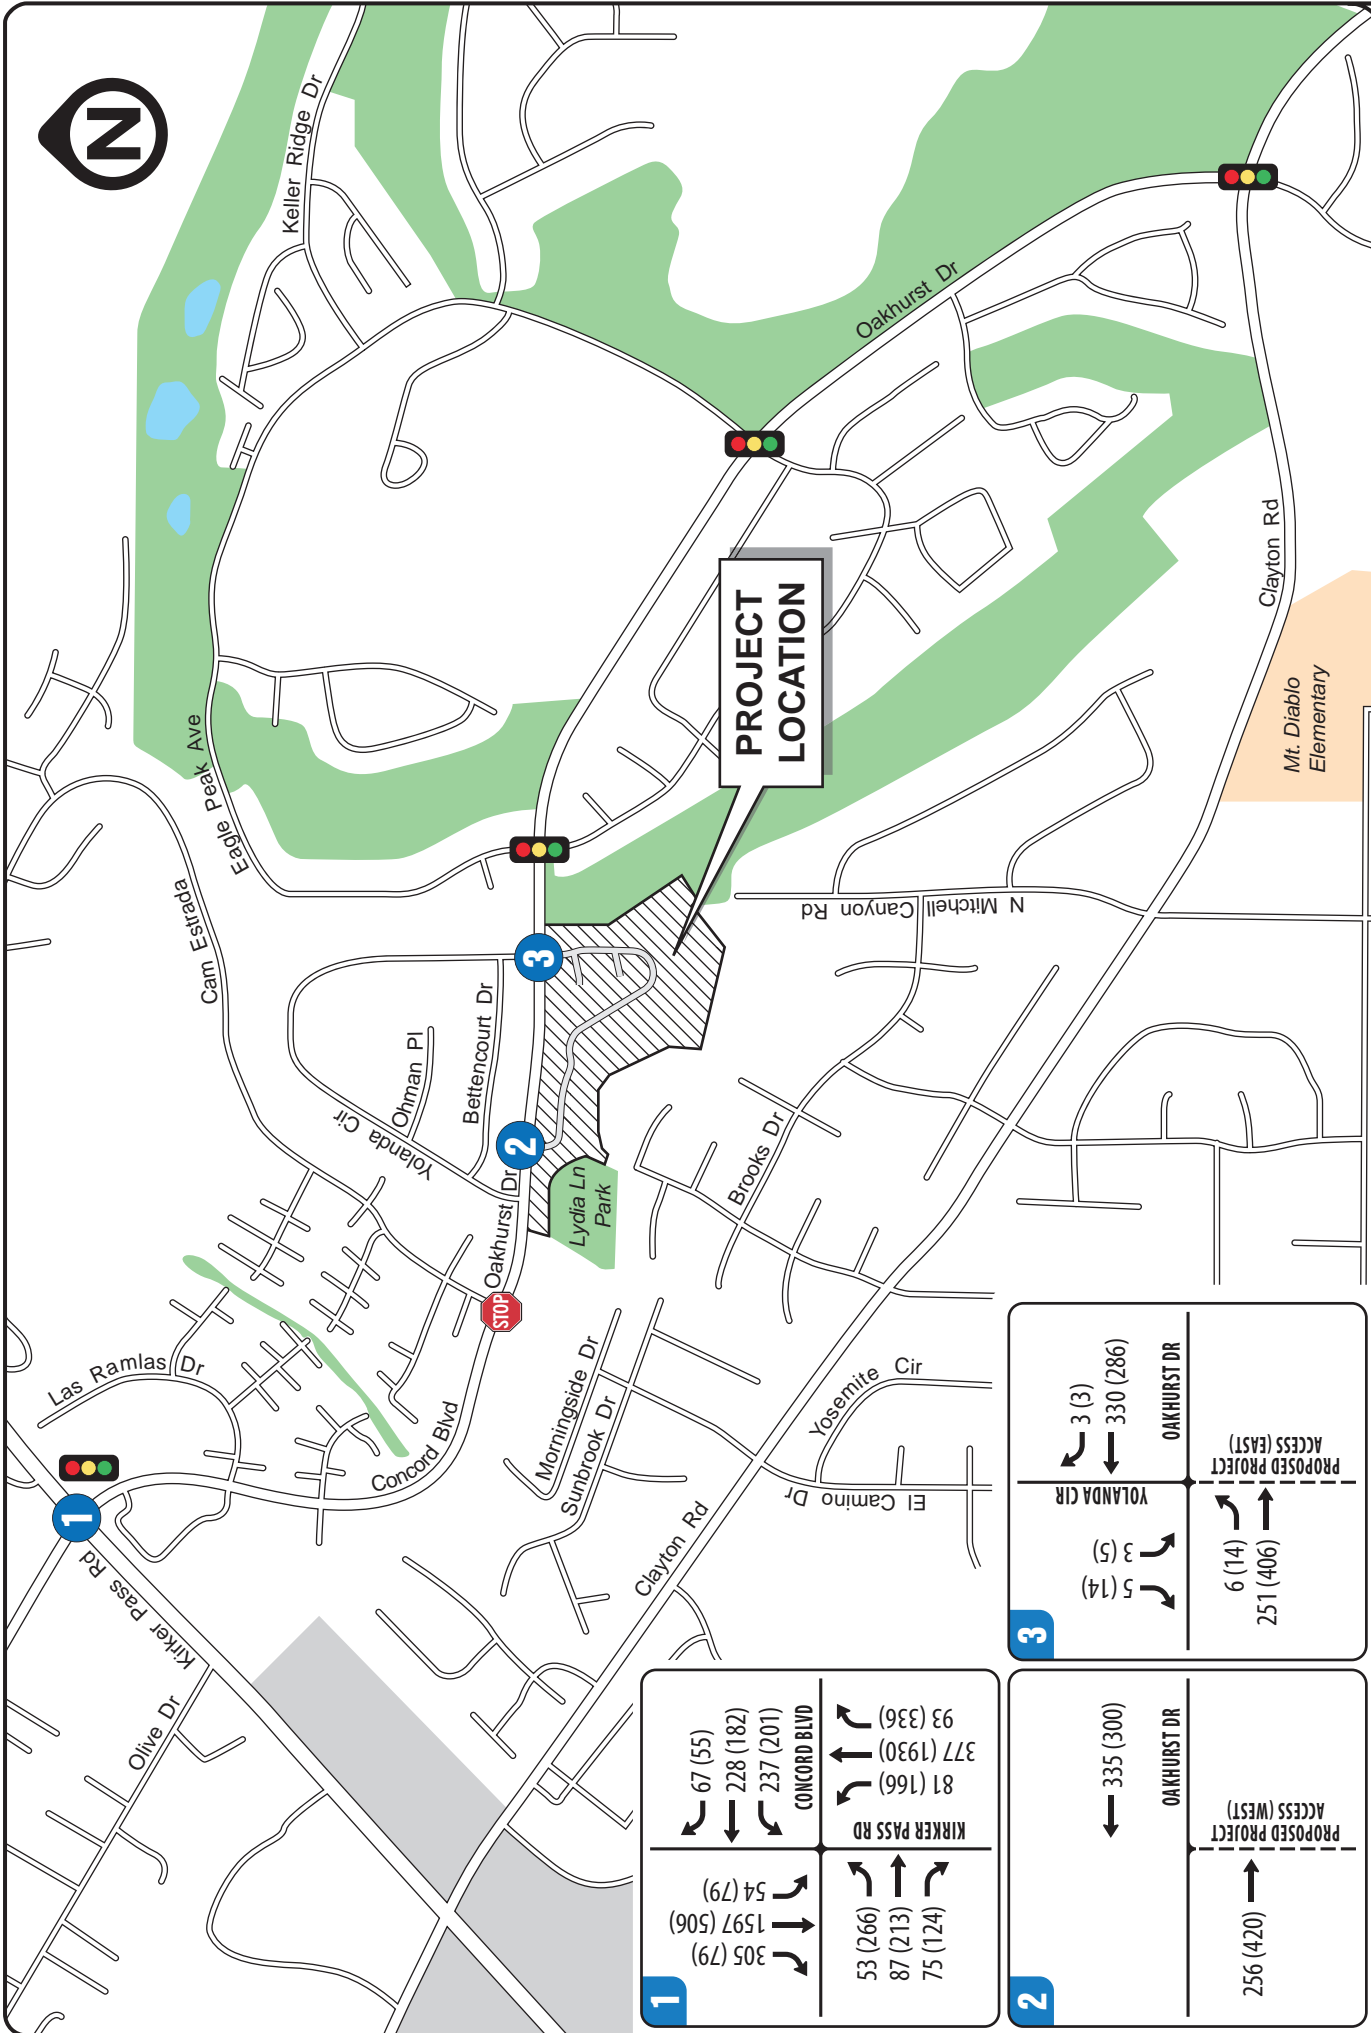 N
Keller Ridge Dr
Eagle Peak Ave
Cam Estrada
Oakhurst Dr
Clayton Rd
Mt. Diablo
Elementary
PROJECT
LOCATION
N Mitchell Canyon Rd
3
Bettencourt Dr
Ohman Pl
Yolanda Cir
2
Oakhurst Dr
STOP
Lydia Ln
Park
Brooks Dr
Las Ramlas Dr
Concord Blvd
1
Kirker Pass Rd
Olive Dr
Morningside Dr
Sunbrook Dr
Clayton Rd
Yosemite Cir
El Camino Dr
1
305 (79)
1597 (506)
54 (79)
67 (55)
228 (182)
237 (201)
CONCORD BLVD
53 (266)
87 (213)
75 (124)
KIRKER PASS RD
81 (166)
377 (1930)
93 (336)
2
335 (300)
OAKHURST DR
256 (420)
PROPOSED PROJECT
ACCESS (WEST)
3
5 (14)
3 (5)
YOLANDA CIR
3 (3)
330 (286)
OAKHURST DR
6 (14)
251 (406)
PROPOSED PROJECT
ACCESS (EAST)